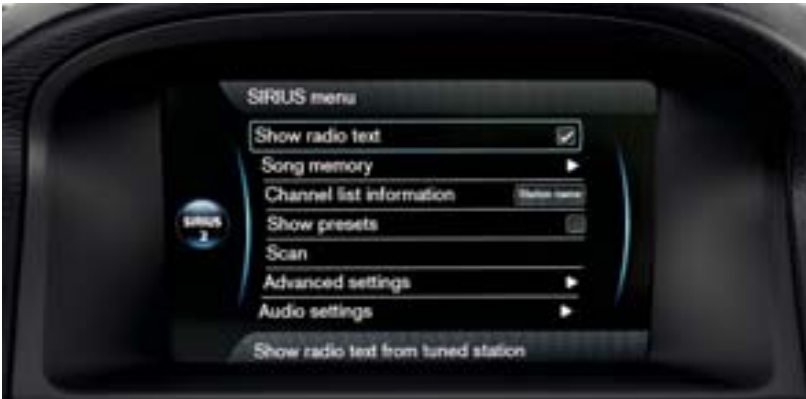 SIRIUS menu
Show radio text
Song memory
Channel list information Station name
Show presets
SIRIUS
2
Scan
Advanced settings
Audio settings
Show radio text from tuned station